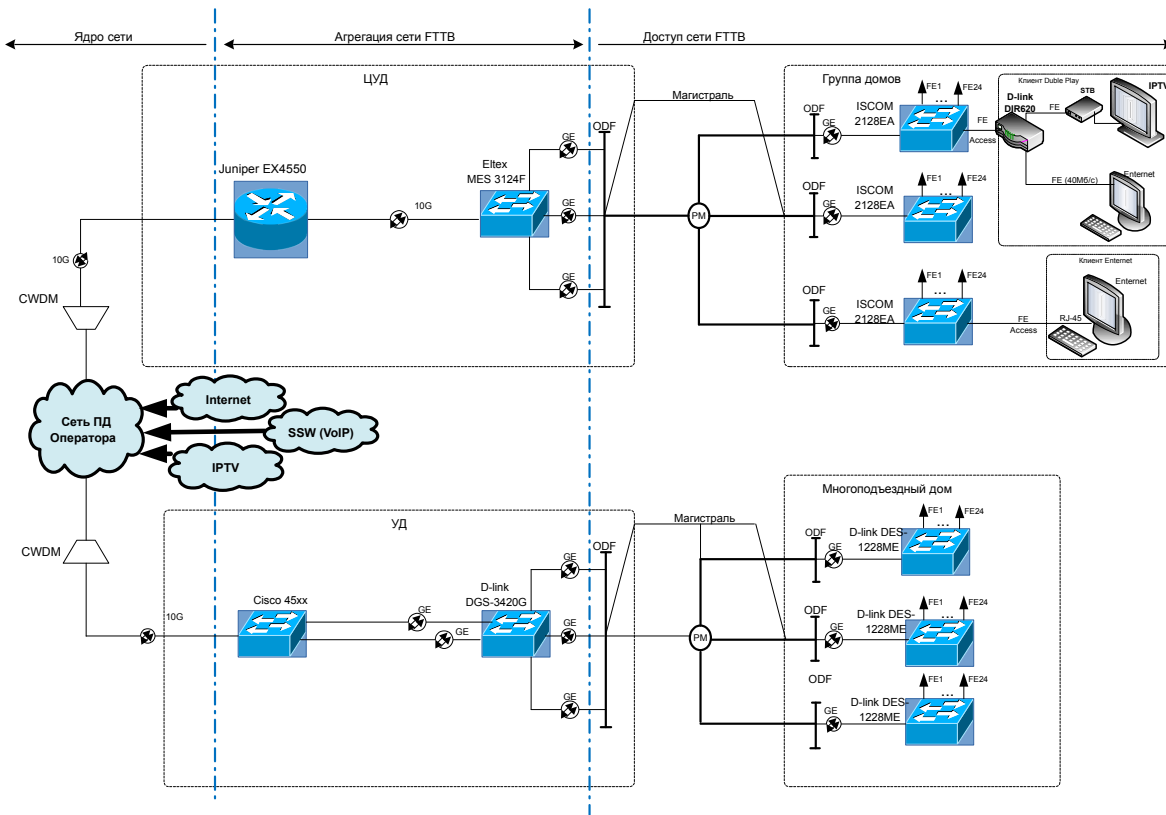 Ядро сети
Агрегация сети FTTB
Доступ сети FTTB
ЦУД
Магистраль
Группа домов
Juniper EX4550
10G
10G
Eltex
MES 3124F
GE
GE
GE
ODF
PM
ODF
GE
ISCOM
2128EA
FE1
...
FE24
FE
Access
ODF
GE
ISCOM
2128EA
FE1
...
FE24
ODF
GE
ISCOM
2128EA
FE1
...
FE24
FE
Access
Клиент Duble Play
D-link
DIR620
FE
STB
IPTV
FE (40Мб/с)
Enternet
Клиент Enternet
Enternet
RJ-45
CWDM
Сеть ПД
Оператора
Internet
SSW (VoIP)
IPTV
CWDM
УД
Магистраль
Многоподъездный дом
10G
Cisco 45xx
GE
GE
D-link
DGS-3420G
GE
GE
GE
ODF
PM
ODF
GE
D-link DES-
1228ME
FE1
...
FE24
ODF
GE
D-link DES-
1228ME
FE1
...
FE24
ODF
GE
D-link DES-
1228ME
FE1
...
FE24